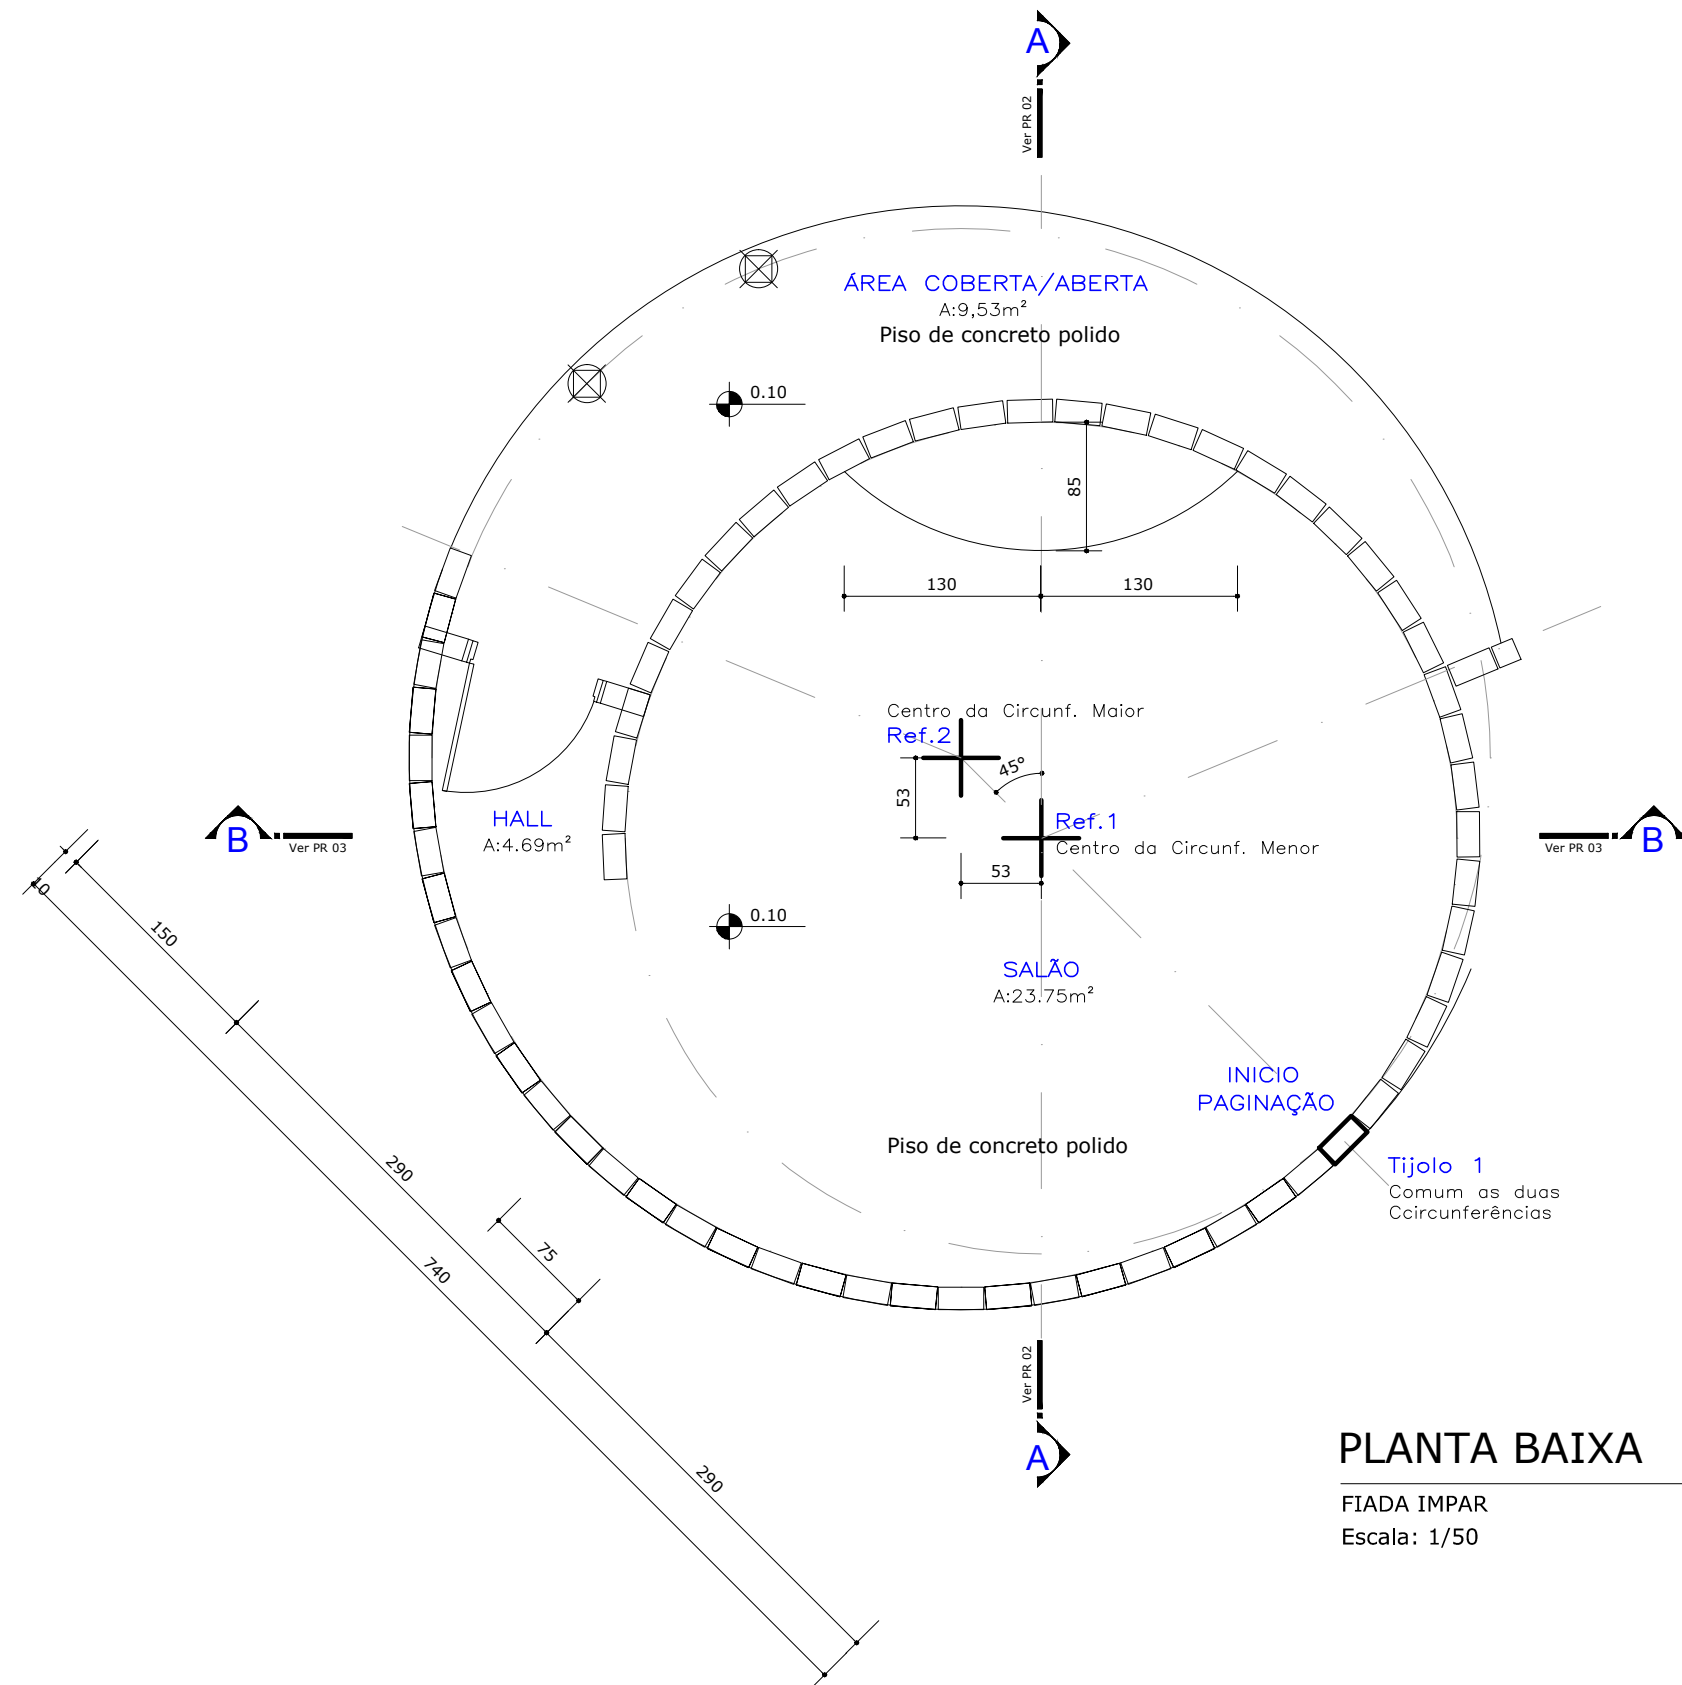 A
Ver PR 02
ÁREA COBERTA/ABERTA
A:9,53m²
Piso de concreto polido
0.10
85
130
130
Centro da Circunf. Maior
Ref.2
45°
53
Ref.1
Centro da Circunf. Menor
53
HALL
A:4.69m²
B
Ver PR 03
Ver PR 03
B
10
150
0.10
SALÃO
A:23.75m²
INICIO
PAGINAÇÃO
Piso de concreto polido
Tijolo 1
Comum as duas
Ccircunferências
290
75
740
290
Ver PR 02
A
PLANTA BAIXA
FIADA IMPAR
Escala: 1/50